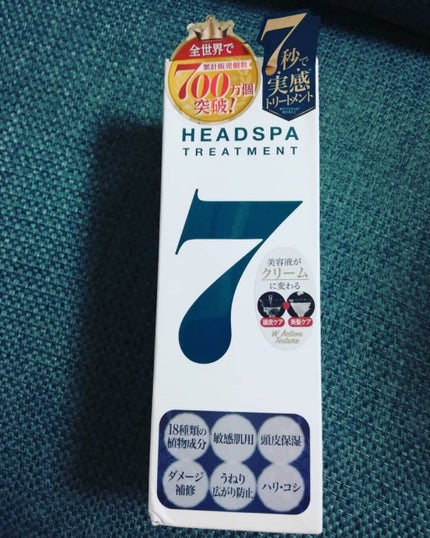 全世界で
累計販売個数
700万個
突破!
7秒で
実感
トリートメント
HEADSPA
TREATMENT
7
美容液が
クリーム
に変わる
頭皮ケア
美髪ケア
W Action
Texture
18種類の
植物成分
敏感肌用
頭皮保湿
ダメージ
補修
うねり
広がり防止
ハリ・コシ